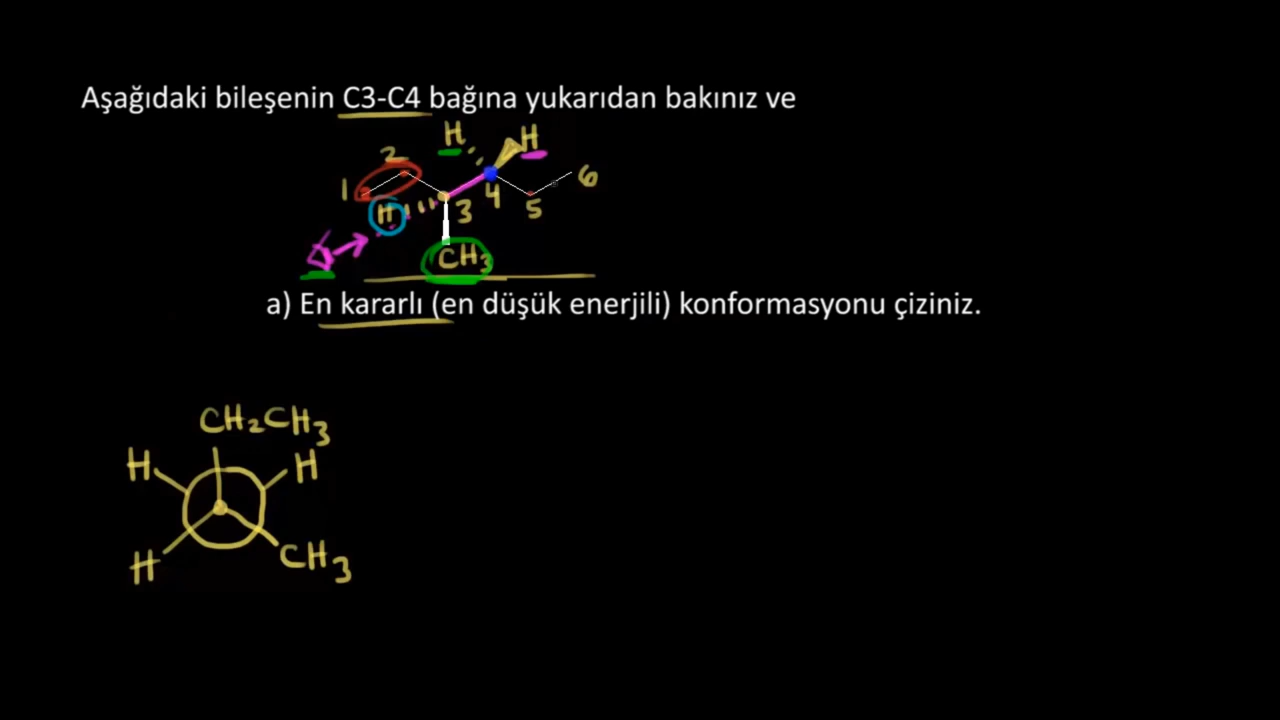 Aşağıdaki bileşenin C3-C4 bağına yukarıdan bakınız ve
H H
2
1 6
H 3 4 5
CH3
a) En kararlı (en düşük enerjili) konformasyonu çiziniz.
CH2CH3
H H
H CH3